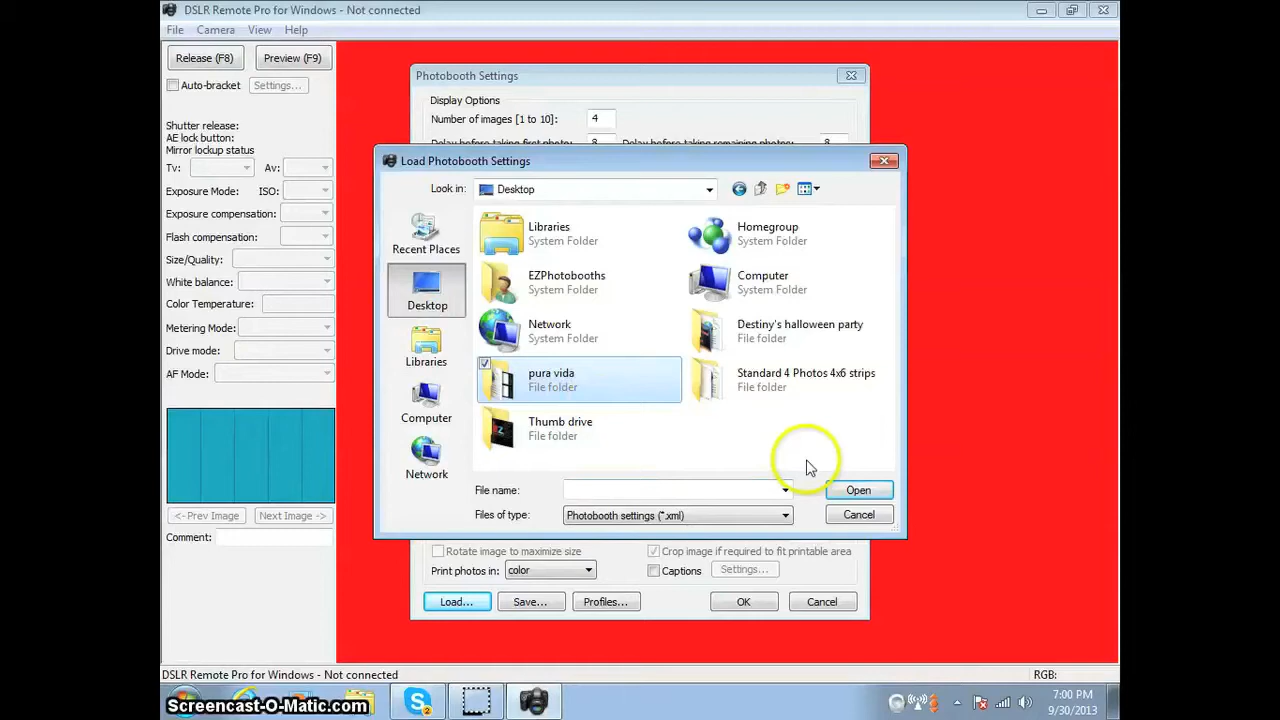 DSLR Remote Pro for Windows - Not connected
File Camera View Help
Release (F8) Preview (F9)
Auto-bracket Settings...
Shutter release:
AE lock button:
Mirror lockup status
Tv: Av:
Exposure Mode: ISO:
Exposure compensation:
Flash compensation:
Size/Quality:
White balance:
Color Temperature:
Metering Mode:
Drive mode:
AF Mode:
<- Prev Image Next Image ->
Comment:
Photobooth Settings
Display Options
Number of images [1 to 10]: 4
Delay before taking first photo: 8 Delay before taking remaining photo: 8
Load Photobooth Settings
Look in: Desktop
Recent Places
Desktop
Libraries
Computer
Network
Libraries
System Folder
Homegroup
System Folder
EZPhotobooths
System Folder
Computer
System Folder
Network
System Folder
Destiny's halloween party
File folder
pura vida
File folder
Standard 4 Photos 4x6 strips
File folder
Thumb drive
File folder
File name: Open
Files of type: Photobooth settings (*.xml) Cancel
Rotate image to maximize size Crop image if required to fit printable area
Print photos in: color Captions Settings...
Load... Save... Profiles... OK Cancel
DSLR Remote Pro for Windows - Not connected RGB:
Screencast-O-Matic.com
7:00 PM
9/30/2013